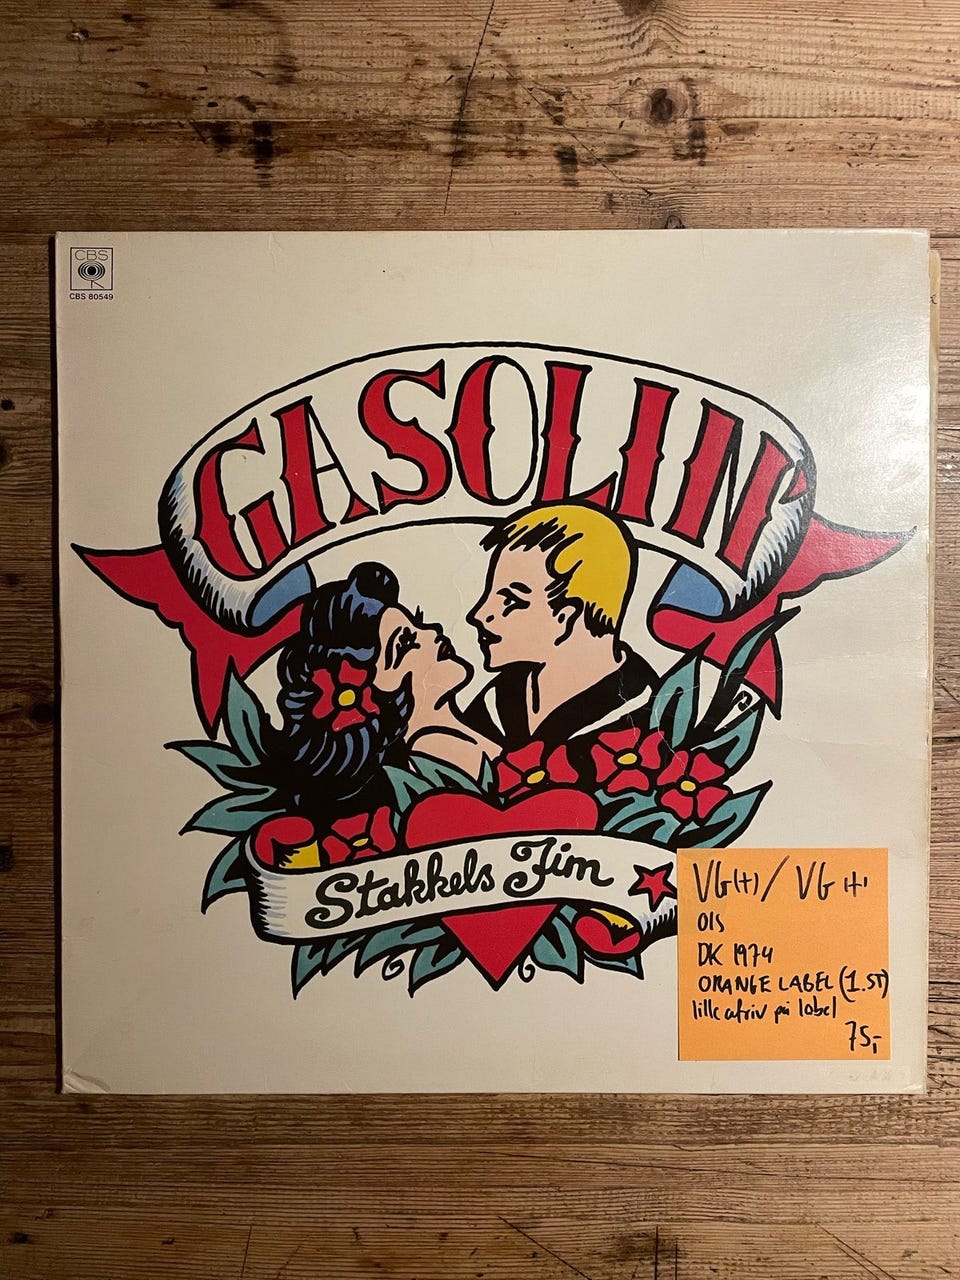 CBS
CBS 80549
GASOLIN'
Stakkels Jim
VG(+) / VG (+)
OIS
DK 1974
ORANGE LABEL (1.ST)
lille afriv på label
75,-